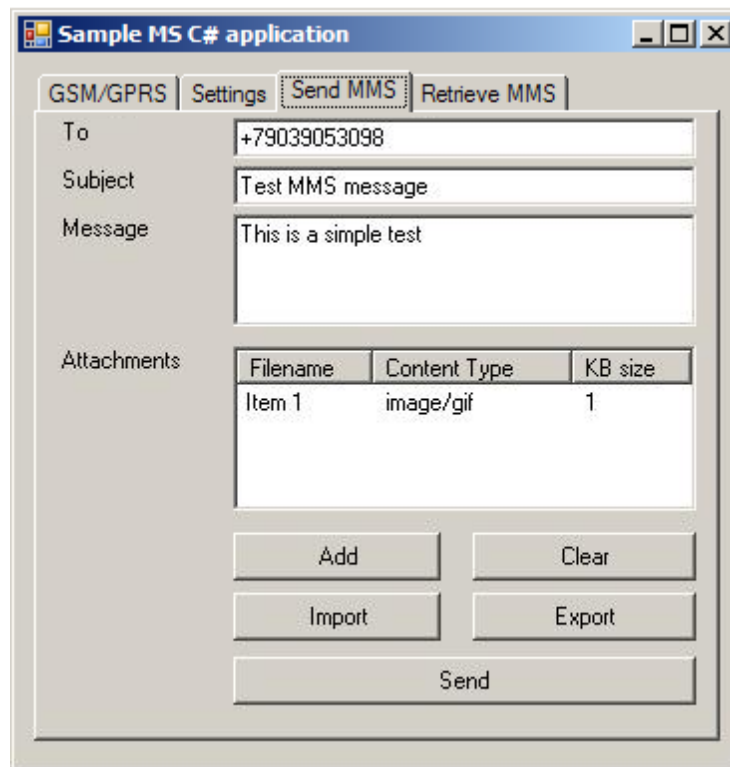 Sample MS C# application
GSM/GPRS Settings Send MMS Retrieve MMS
To +79039053098
Subject Test MMS message
Message This is a simple test
Attachments Filename Content Type KB size
Item 1 image/gif 1
Add Clear
Import Export
Send